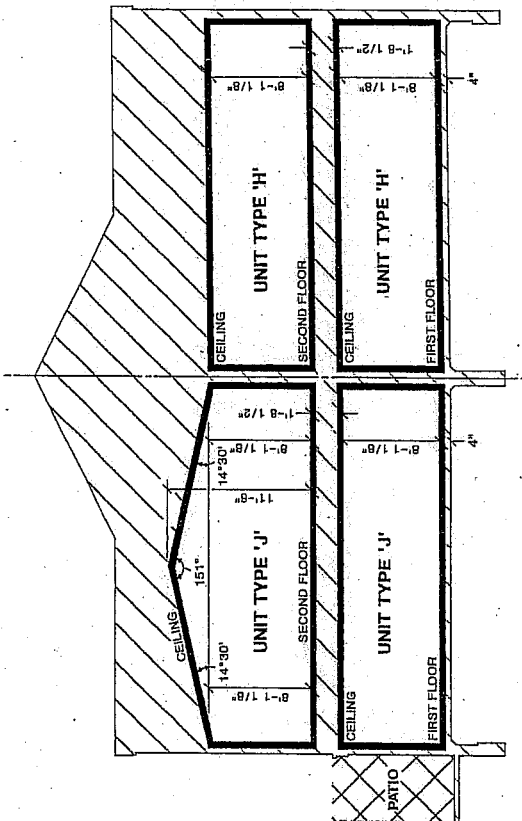 CEILING
8'-1 1/8"
UNIT TYPE 'H'
SECOND FLOOR
1'-8 1/2"
CEILING
8'-1 1/8"
UNIT TYPE 'H'
FIRST FLOOR
4"
CEILING
14°30'
151°
14°30'
8'-1 1/8"
11'-6"
8'-1 1/8"
UNIT TYPE 'J'
SECOND FLOOR
1'-8 1/2"
CEILING
8'-1 1/8"
UNIT TYPE 'J'
FIRST FLOOR
4"
PATIO